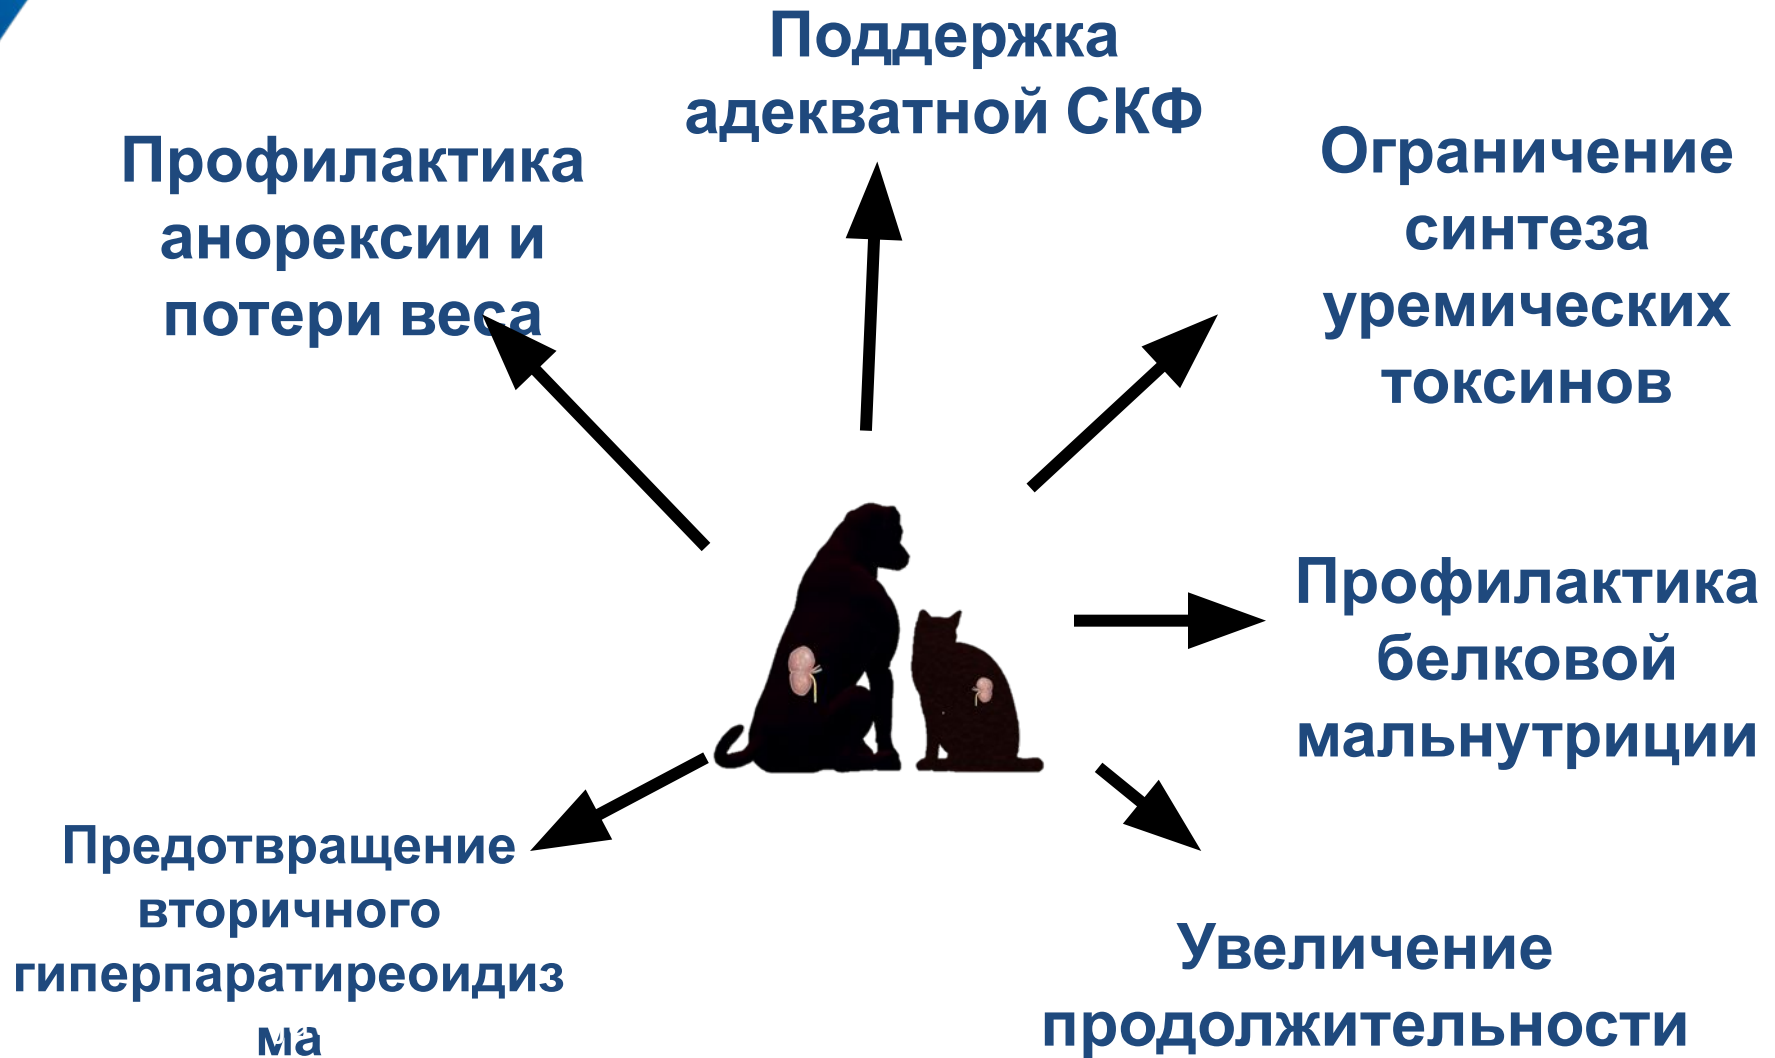 Поддержка
адекватной СКФ
Профилактика
анорексии и
потери веса
Ограничение
синтеза
уремических
токсинов
Профилактика
белковой
мальнутриции
Предотвращение
вторичного
гиперпаратиреоидиз
ма
Увеличение
продолжительности